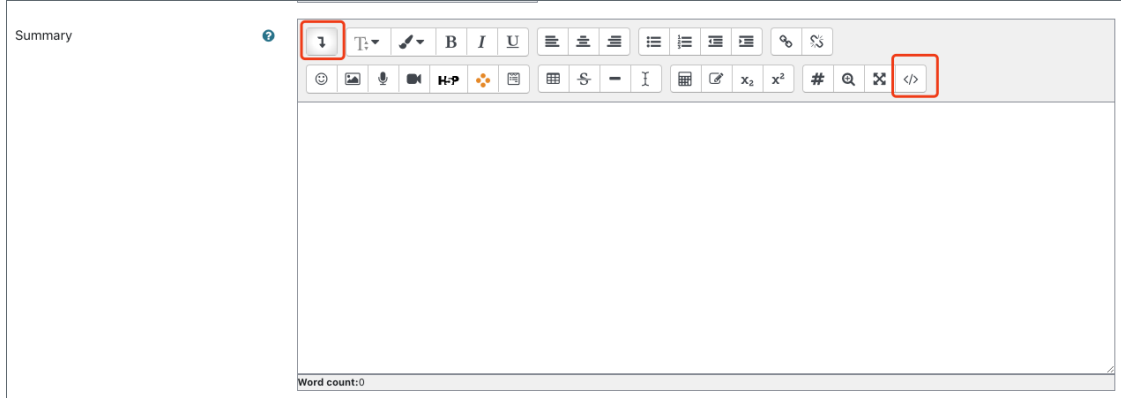 Summary
B I U
H-P
x₂ x²
#
</>
Word count:0